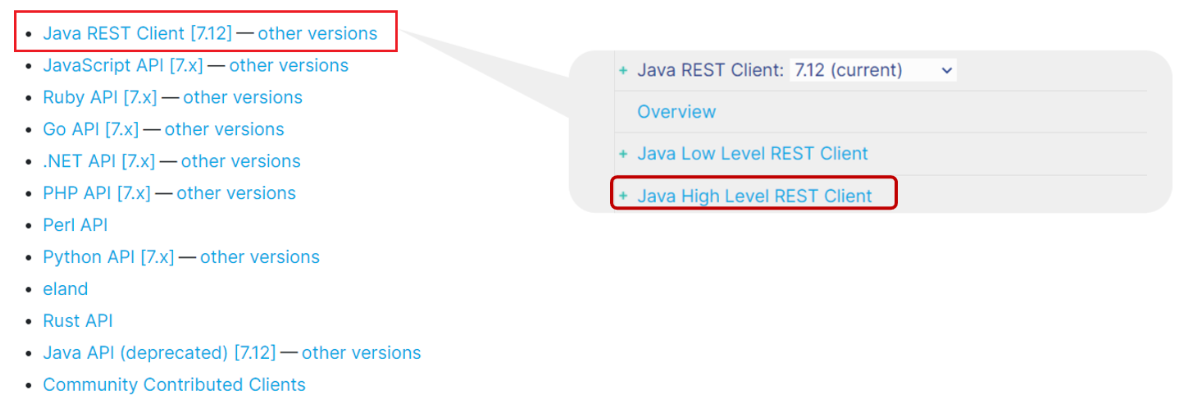 Java REST Client [7.12] — other versions
JavaScript API [7.x] — other versions
Ruby API [7.x] — other versions
Go API [7.x] — other versions
.NET API [7.x] — other versions
PHP API [7.x] — other versions
Perl API
Python API [7.x] — other versions
eland
Rust API
Java API (deprecated) [7.12] — other versions
Community Contributed Clients
+ Java REST Client: 7.12 (current)
Overview
+ Java Low Level REST Client
+ Java High Level REST Client